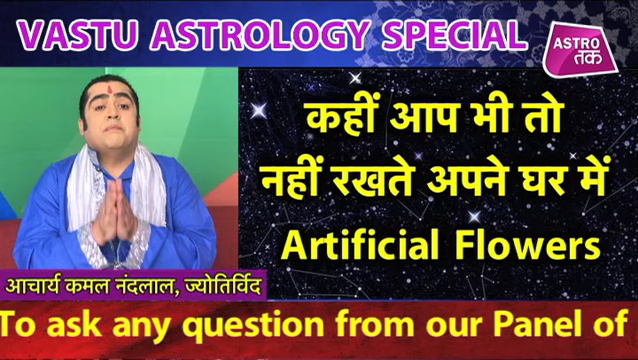 VASTU ASTROLOGY SPECIAL
ASTRO
तक
कहीं आप भी तो
नहीं रखते अपने घर में
Artificial Flowers
आचार्य कमल नंदलाल, ज्योतिर्विद
To ask any question from our Panel of